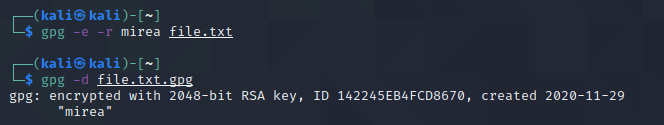 ┌──(kali㉿kali)-[~]
└─$ gpg -e -r mirea file.txt
┌──(kali㉿kali)-[~]
└─$ gpg -d file.txt.gpg
gpg: encrypted with 2048-bit RSA key, ID 142245EB4FCD8670, created 2020-11-29
      "mirea"